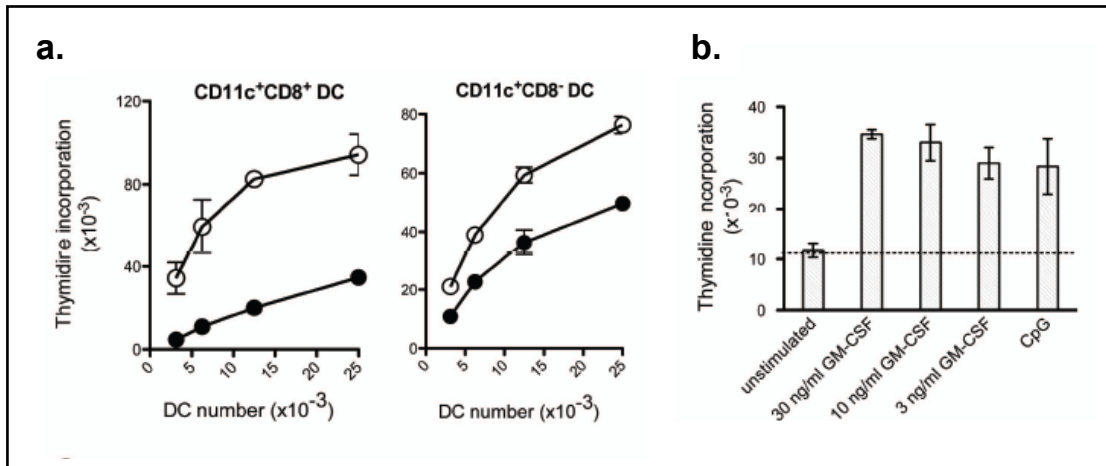 a.
CD11c⁺CD8⁺ DC
Thymidine incorporation
(x10⁻³)
120
80
40
0
0
5
10
15
20
25
DC number (x10⁻³)
CD11c⁺CD8⁻ DC
80
60
40
20
0
0
5
10
15
20
25
DC number (x10⁻³)
b.
Thymidine ncorporation
(x10⁻³)
40
30
20
10
0
unstimulated
30 ng/ml GM-CSF
10 ng/ml GM-CSF
3 ng/ml GM-CSF
CpG